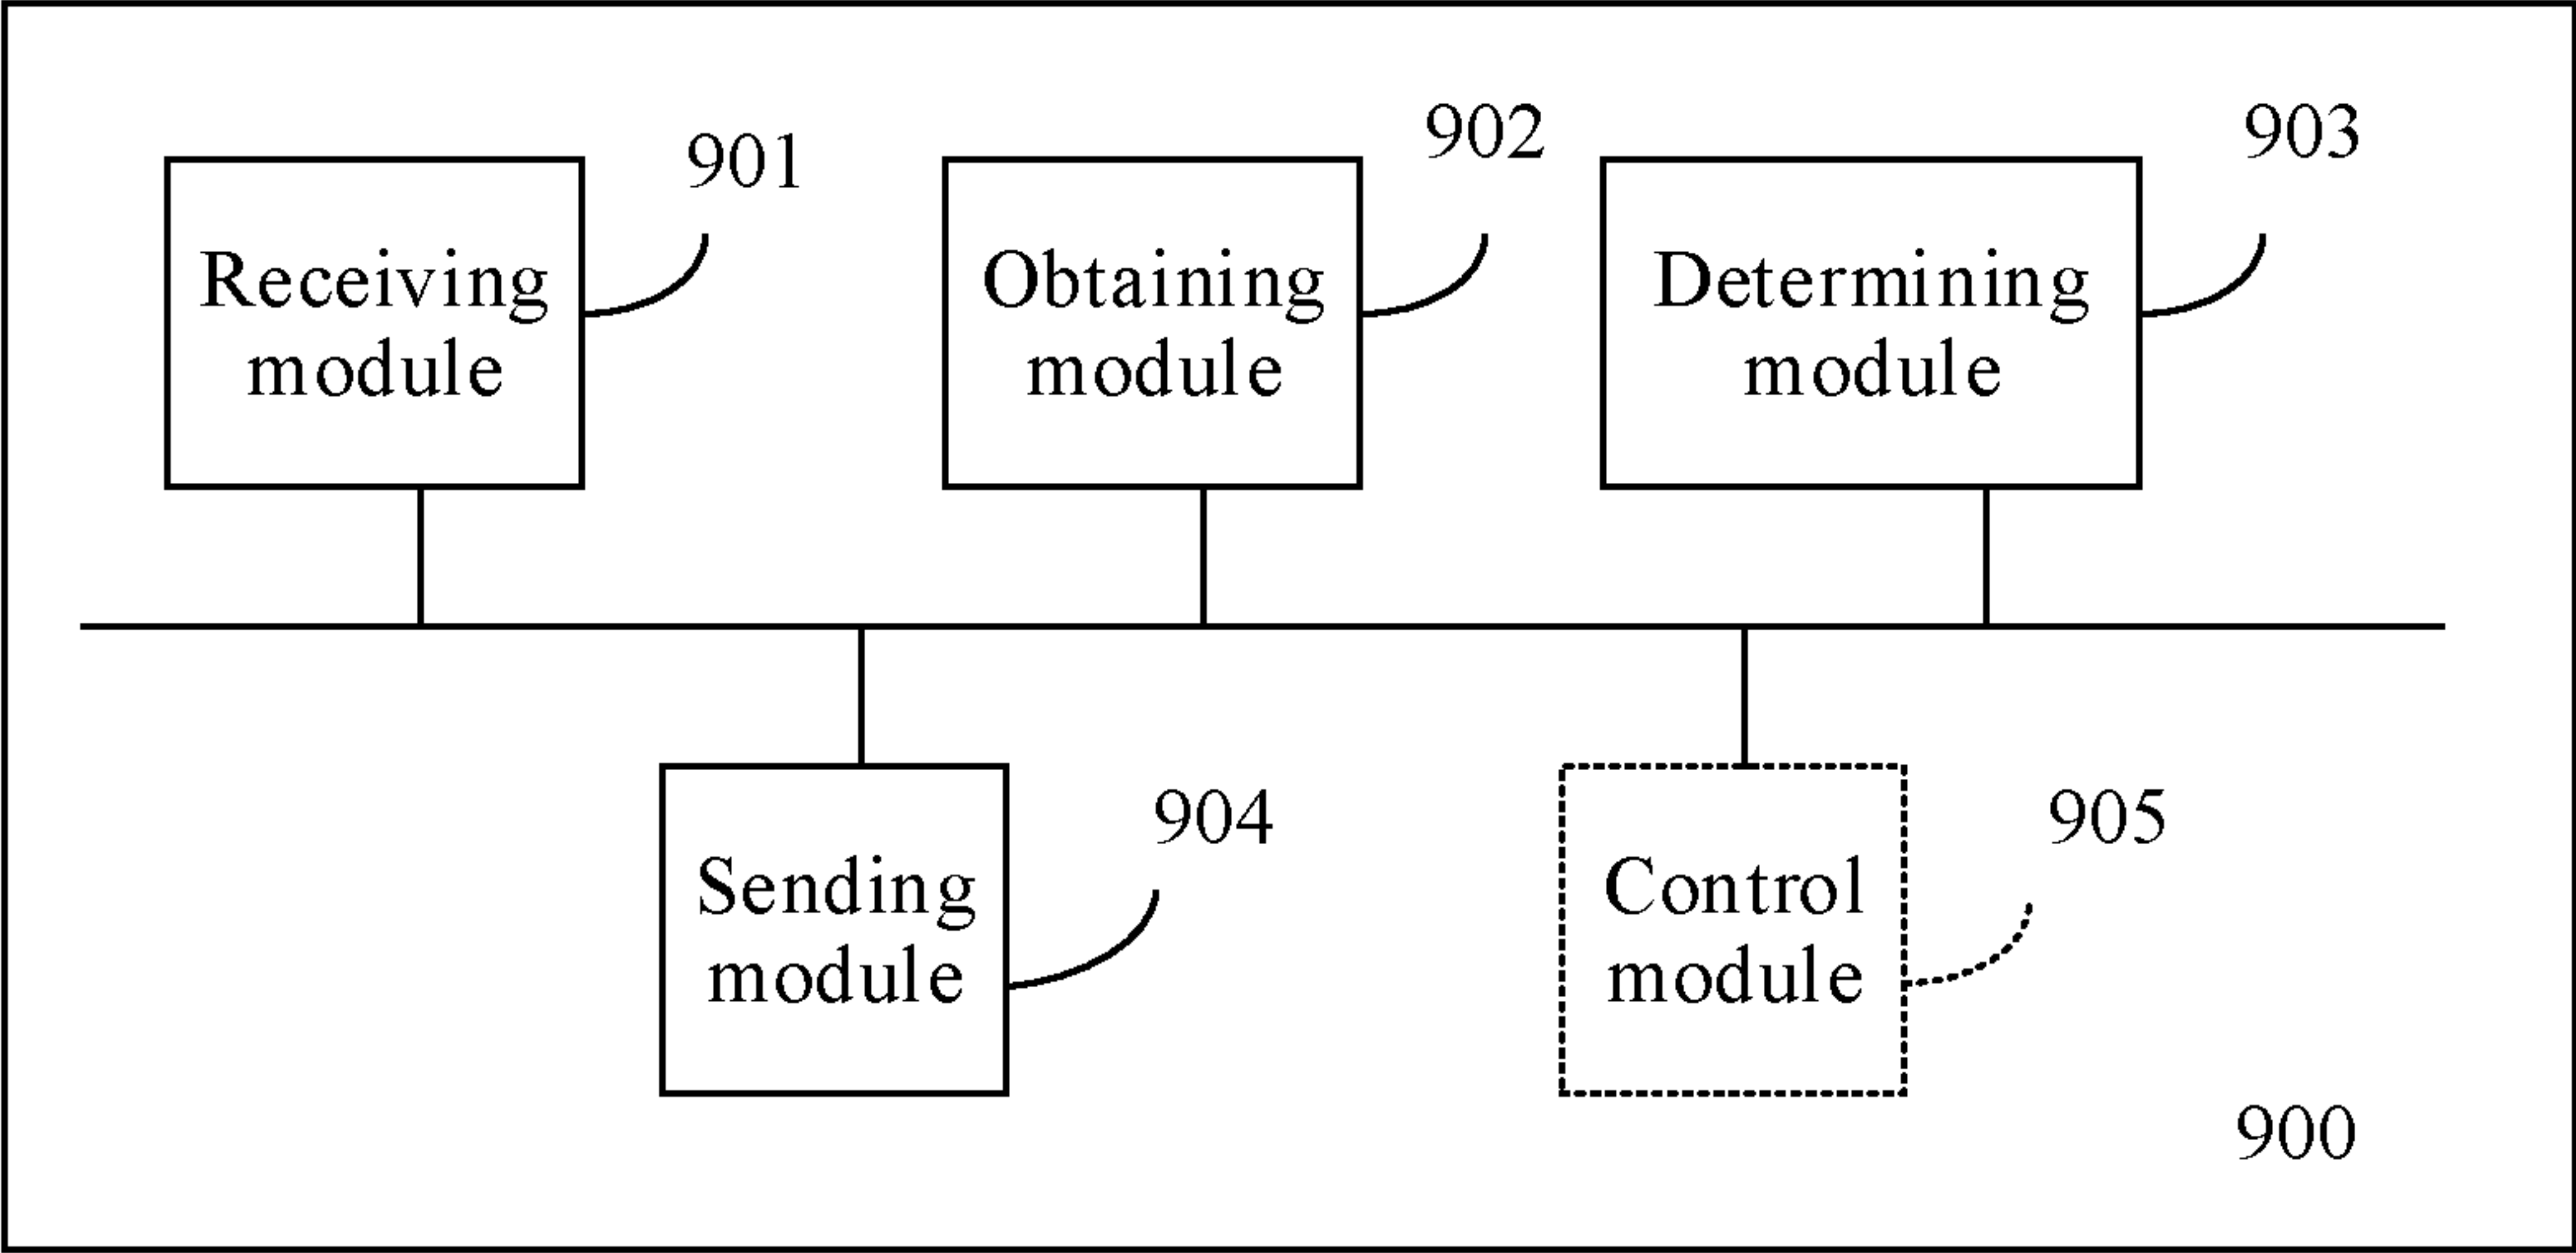 901
902
903
Receiving
module
Obtaining
module
Determining
module
904
905
Sending
module
Control
module
900